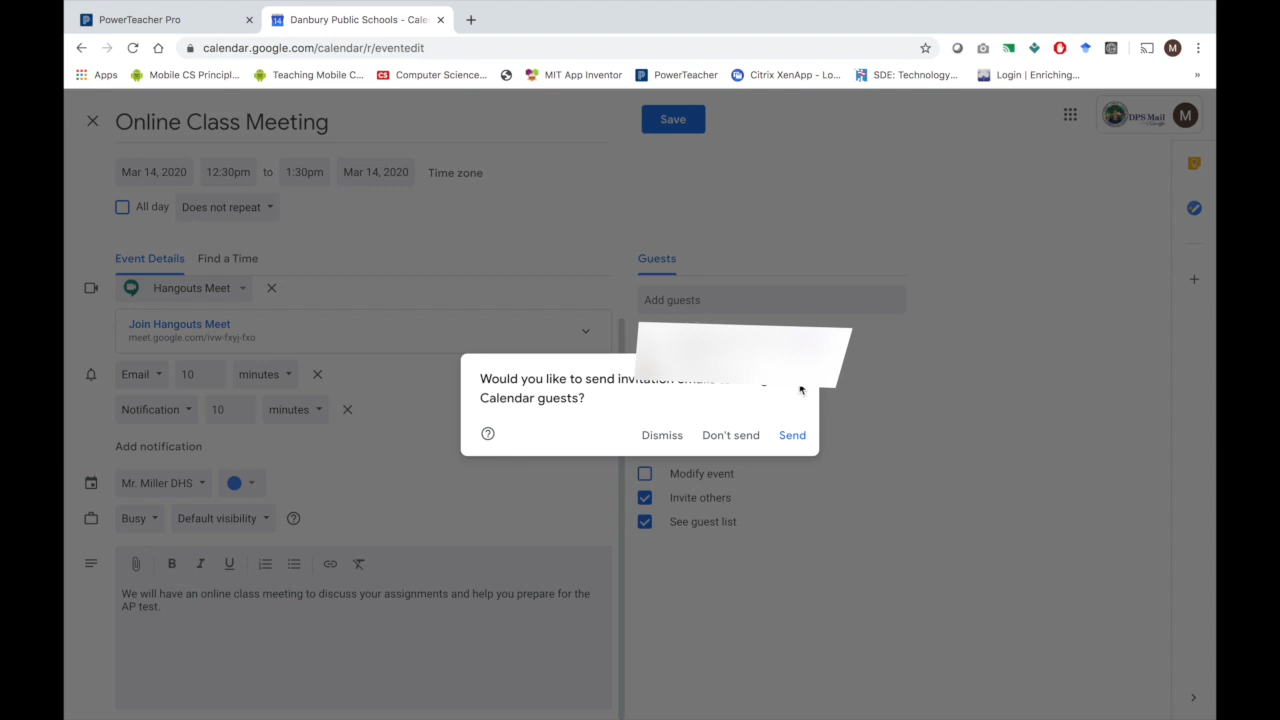 PowerTeacher Pro
Danbury Public Schools - Cale
calendar.google.com/calendar/r/eventedit
M
Apps
Mobile CS Principl...
Teaching Mobile C...
CS Computer Science...
MIT App Inventor
PowerTeacher
Citrix XenApp - Lo...
SDE: Technology...
Login | Enriching...
»
Online Class Meeting
Save
DPS Mail
M
Mar 14, 2020
12:30pm
to
1:30pm
Mar 14, 2020
Time zone
All day
Does not repeat
Event Details
Find a Time
Guests
Hangouts Meet
Add guests
Join Hangouts Meet
meet.google.com/ivw-fxyj-fxo
Email
10
minutes
Would you like to send invitation emails to
Calendar guests?
Notification
10
minutes
Dismiss
Don't send
Send
Add notification
Modify event
Mr. Miller DHS
Invite others
Busy
Default visibility
See guest list
B
I
U
We will have an online class meeting to discuss your assignments and help you prepare for the
AP test.